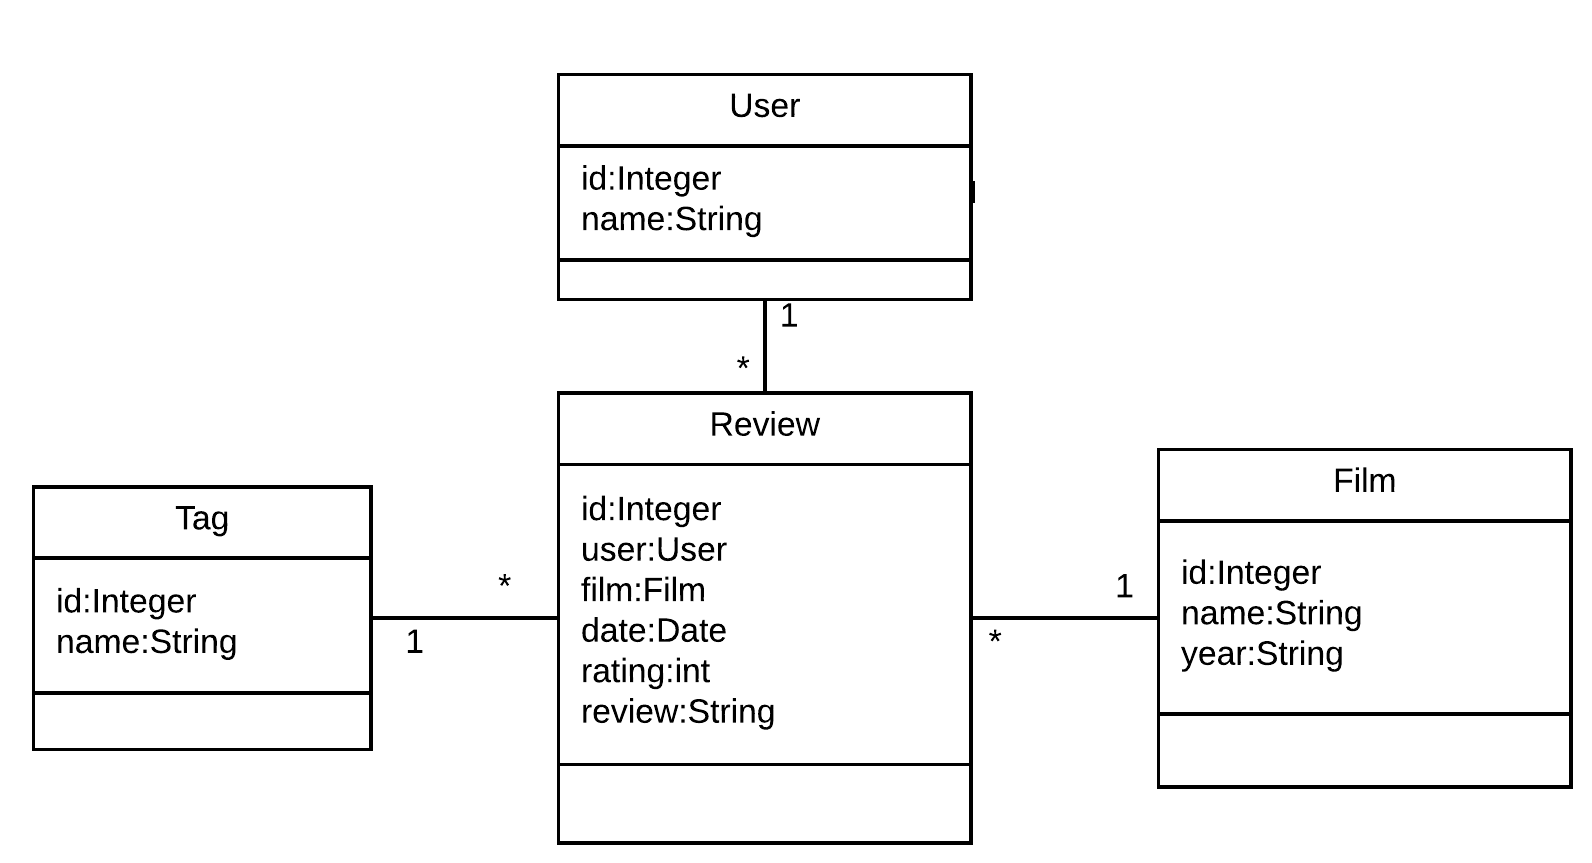 User
id:Integer
name:String
1
*
Review
id:Integer
user:User
film:Film
date:Date
rating:int
review:String
Tag
id:Integer
name:String
*
1
1
*
Film
id:Integer
name:String
year:String